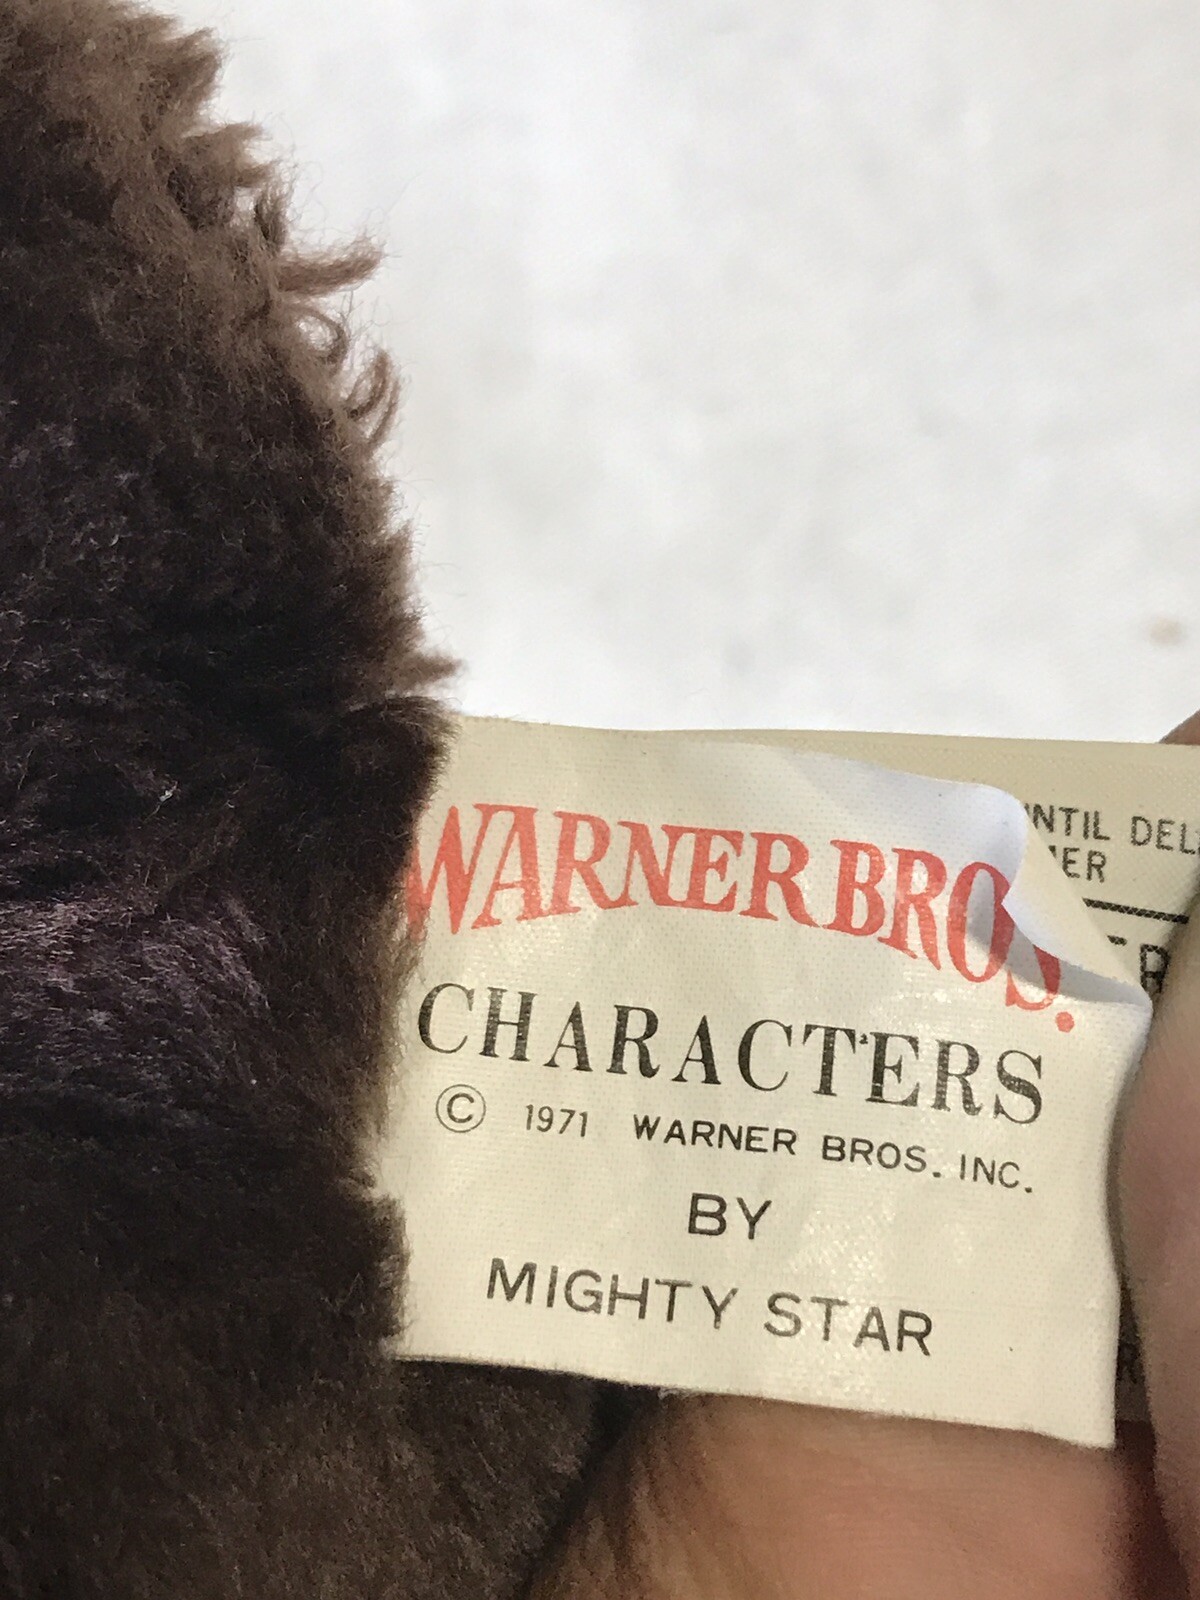 WARNER BROS.
CHARACTERS
© 1971 WARNER BROS. INC.
BY
MIGHTY STAR